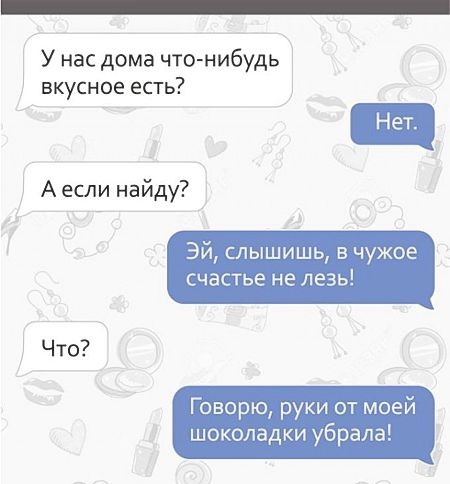 У нас дома что-нибудь
вкусное есть?
Нет.
А если найду?
Эй, слышишь, в чужое
счастье не лезь!
Что?
Говорю, руки от моей
шоколадки убрала!